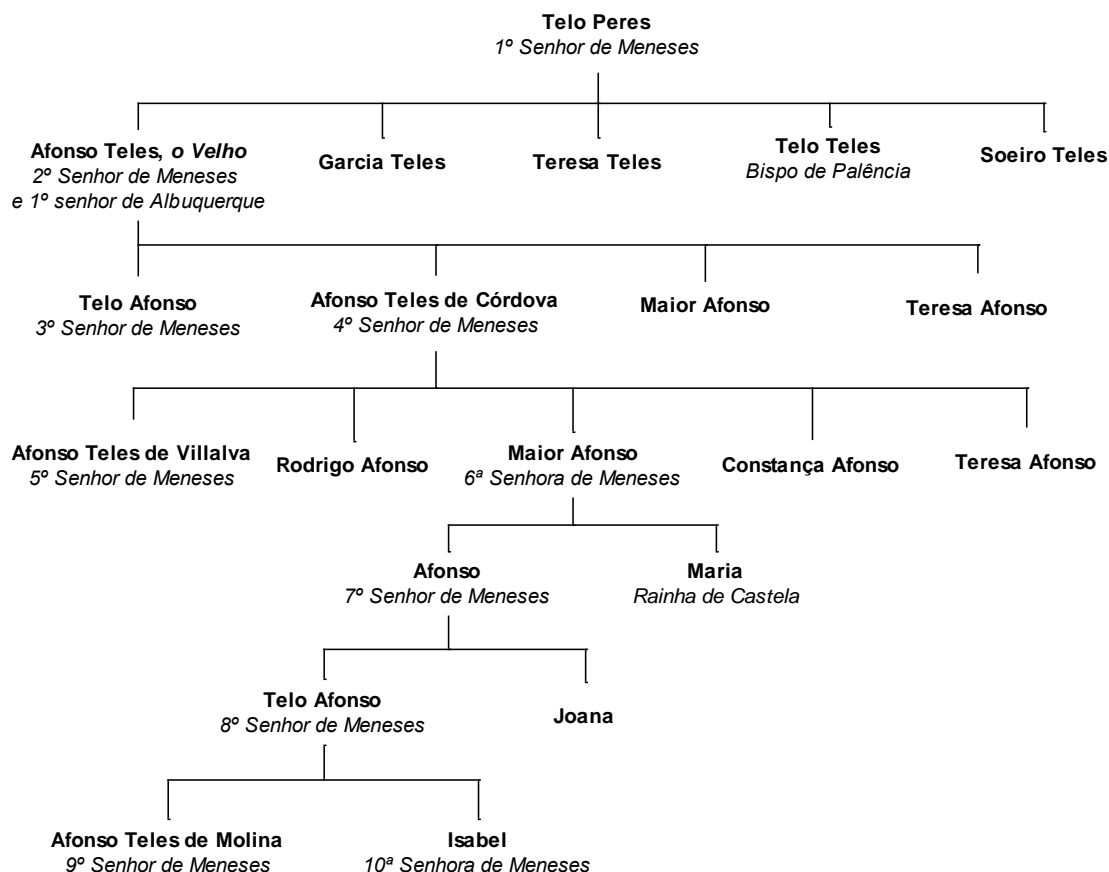 Telo Peres
1º Senhor de Meneses
Afonso Teles, o Velho
2º Senhor de Meneses
e 1º senhor de Albuquerque
Garcia Teles
Teresa Teles
Telo Teles
Bispo de Palência
Soeiro Teles
Telo Afonso
3º Senhor de Meneses
Afonso Teles de Córdova
4º Senhor de Meneses
Maior Afonso
Teresa Afonso
Afonso Teles de Villalva
5º Senhor de Meneses
Rodrigo Afonso
Maior Afonso
6ª Senhora de Meneses
Constança Afonso
Teresa Afonso
Afonso
7º Senhor de Meneses
Maria
Rainha de Castela
Telo Afonso
8º Senhor de Meneses
Joana
Afonso Teles de Molina
9º Senhor de Meneses
Isabel
10ª Senhora de Meneses